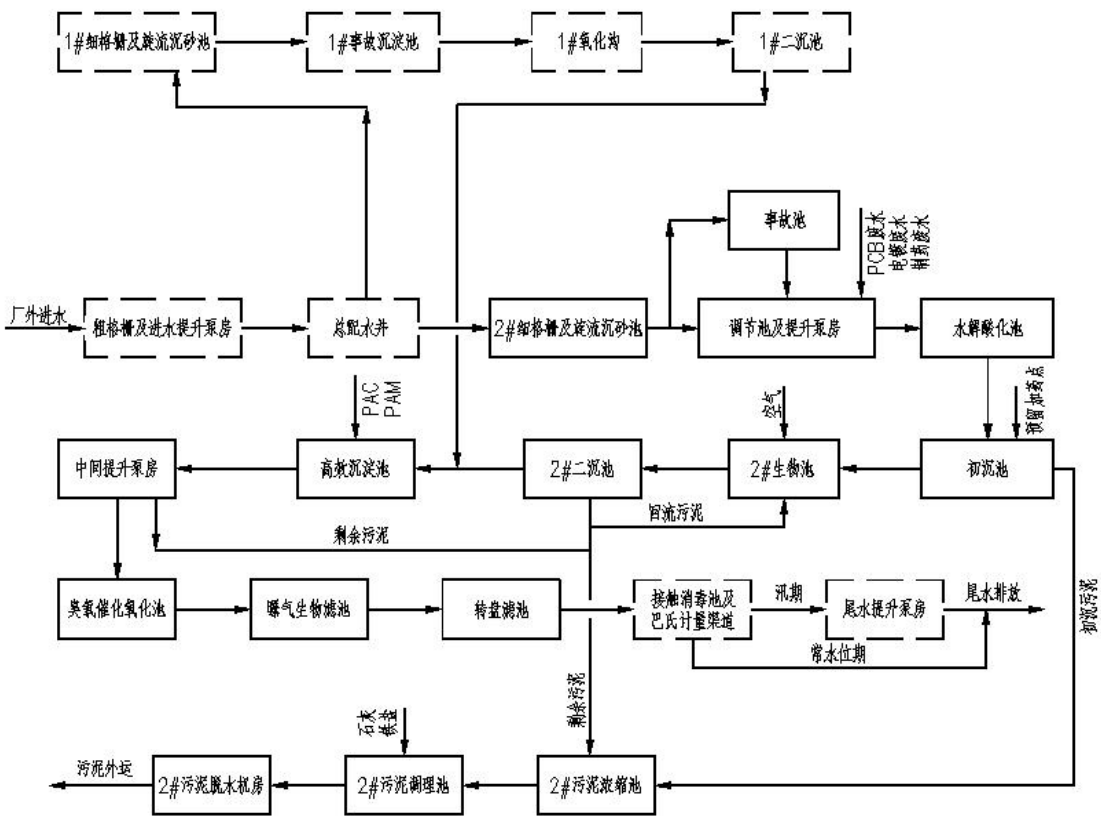 1#细格栅及旋流沉砂池
1#事故沉淀池
1#氧化沟
1#二沉池
事故池
PCB废水
电镀废水
制药废水
厂外进水
粗格栅及进水提升泵房
总配水井
2#细格栅及旋流沉砂池
调节池及提升泵房
水解酸化池
PAC
PAM
空气
预留加药点
中间提升泵房
高效沉淀池
2#二沉池
2#生物池
初沉池
回流污泥
剩余污泥
臭氧催化氧化池
曝气生物滤池
转盘滤池
接触消毒池及
巴氏计量渠道
汛期
尾水提升泵房
尾水排放
常水位期
初沉污泥
剩余污泥
石灰
铁盐
污泥外运
2#污泥脱水机房
2#污泥调理池
2#污泥浓缩池